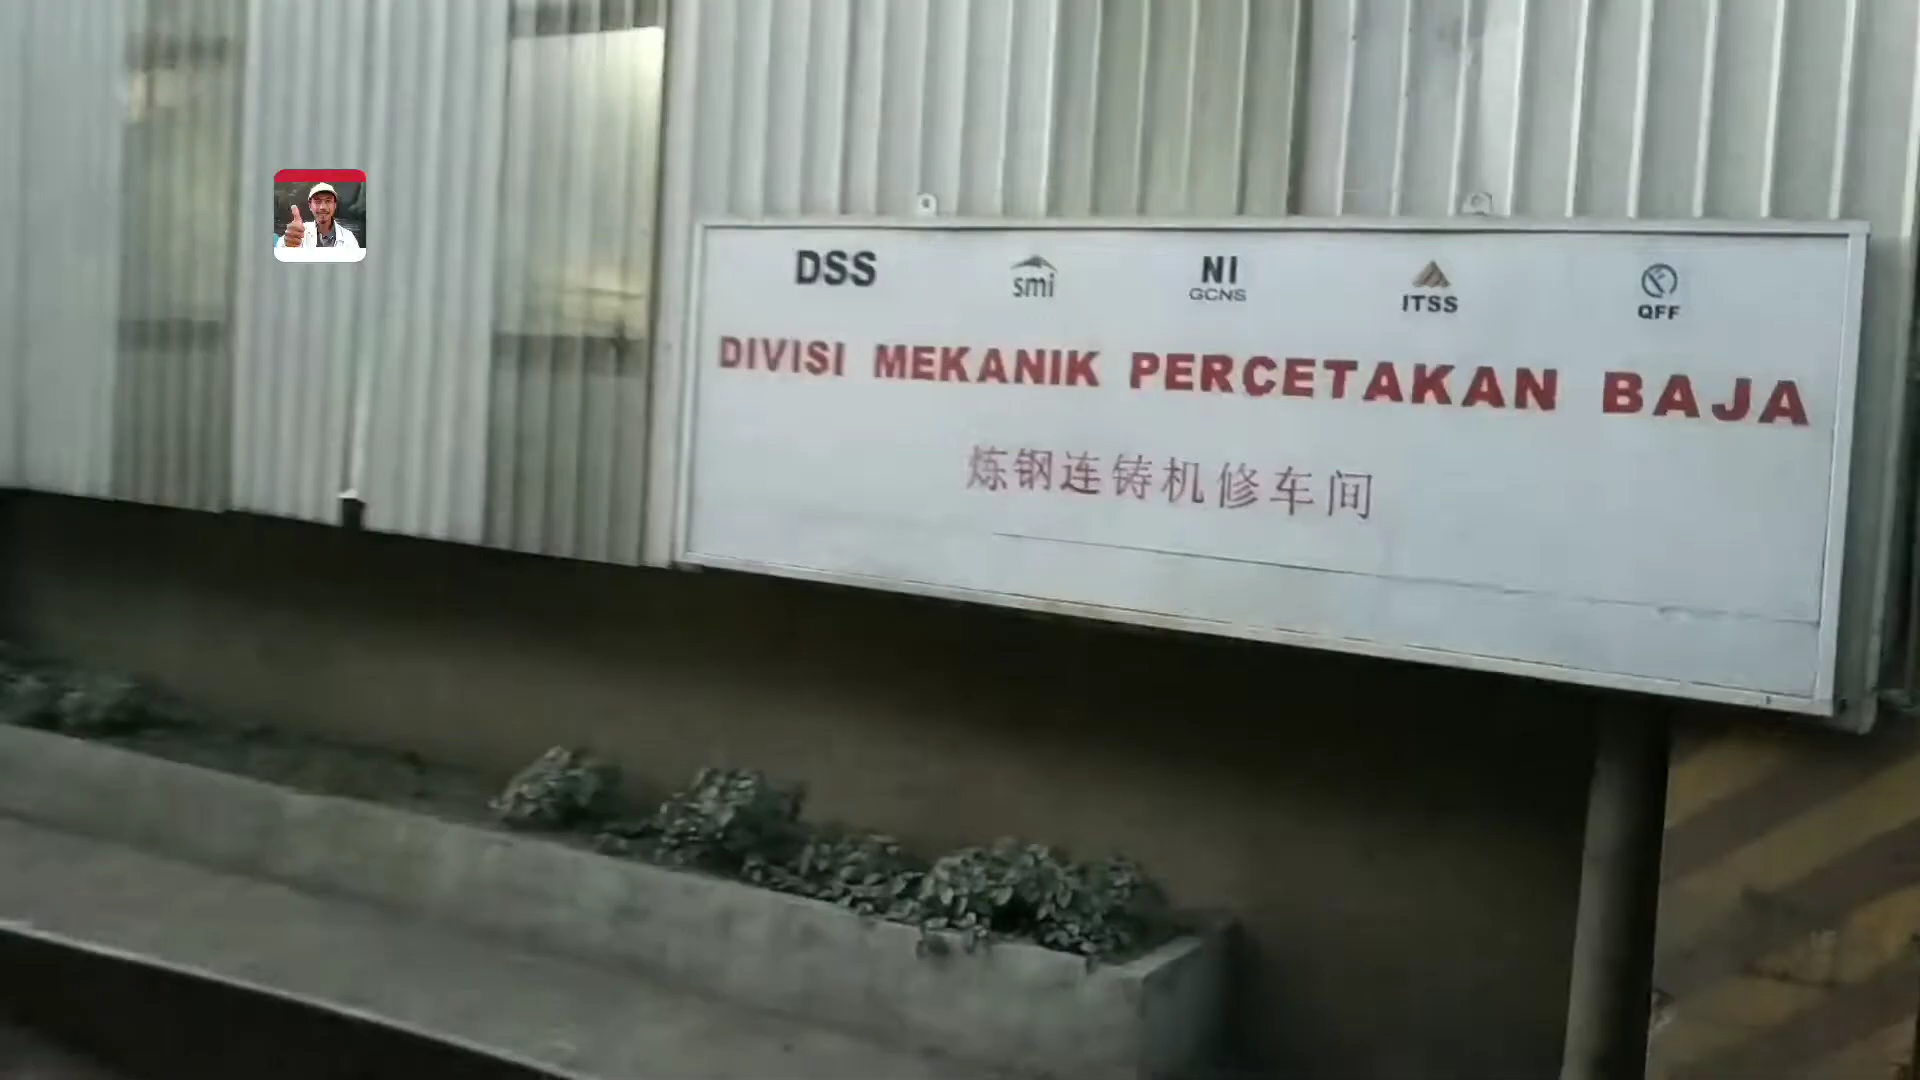 DSS smi NI GCNS ITSS QFF
DIVISI MEKANIK PERCETAKAN BAJA
炼钢连铸机修车间